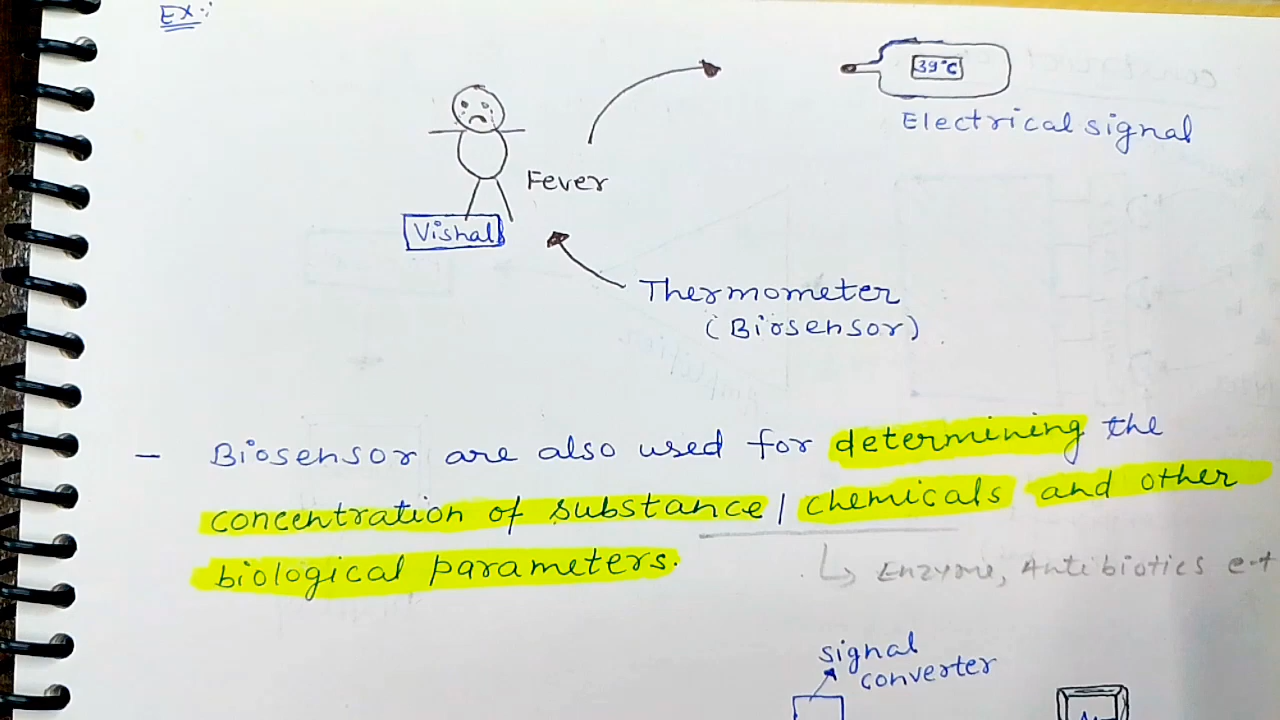 Ex:
39°C
Electrical signal
Fever
Vishal
Thermometer
(Biosensor)
- Biosensor are also used for determining the
concentration of substance / chemicals and other
biological parameters.
↳ Enzyme, Antibiotics et
signal
converter